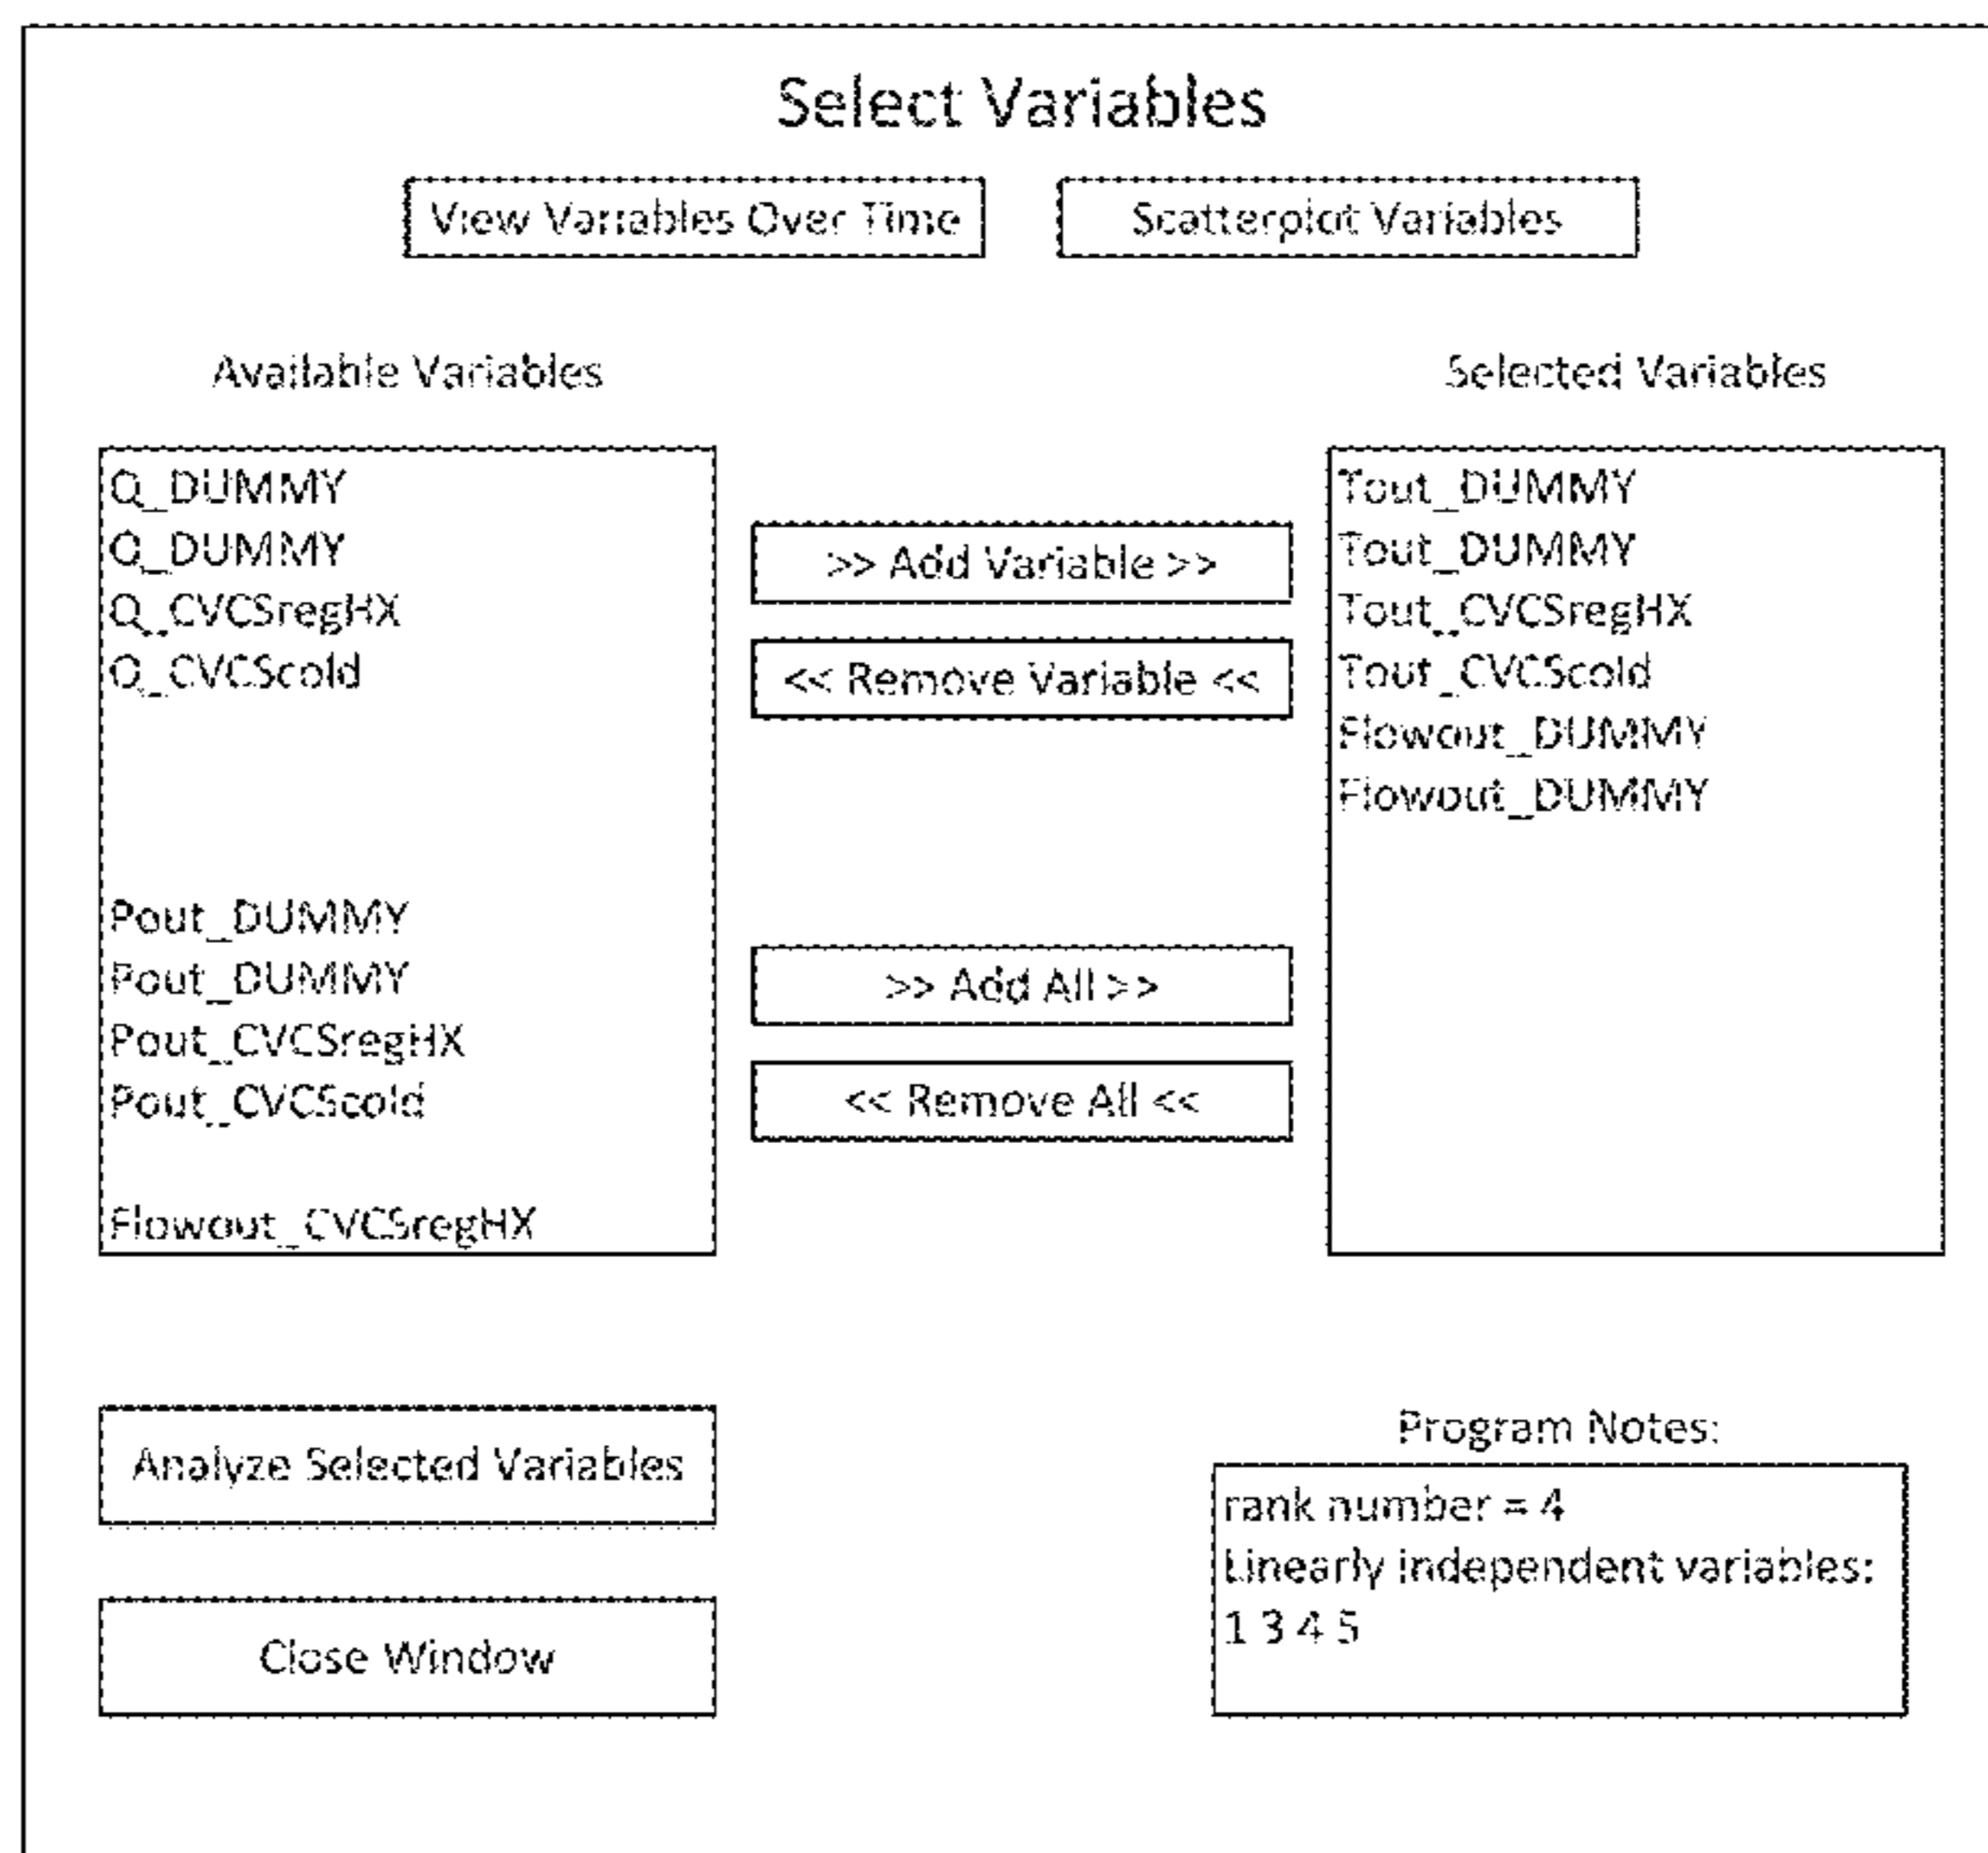 Select Variables
View Variables Over Time
Scatterplot Variables
Available Variables
Q_DUMMY
Q_DUMMY
Q_CVCSregHX
Q_CVCScold
Pout_DUMMY
Pout_DUMMY
Pout_CVCSregHX
Pout_CVCScold
Flowout_CVCSregHX
>> Add Variable >>
<< Remove Variable <<
>> Add All >>
<< Remove All <<
Selected Variables
Tout_DUMMY
Tout_DUMMY
Tout_CVCSregHX
Tout_CVCScold
Flowout_DUMMY
Flowout_DUMMY
Analyze Selected Variables
Close Window
Program Notes:
rank number = 4
Linearly independent variables:
1 3 4 5